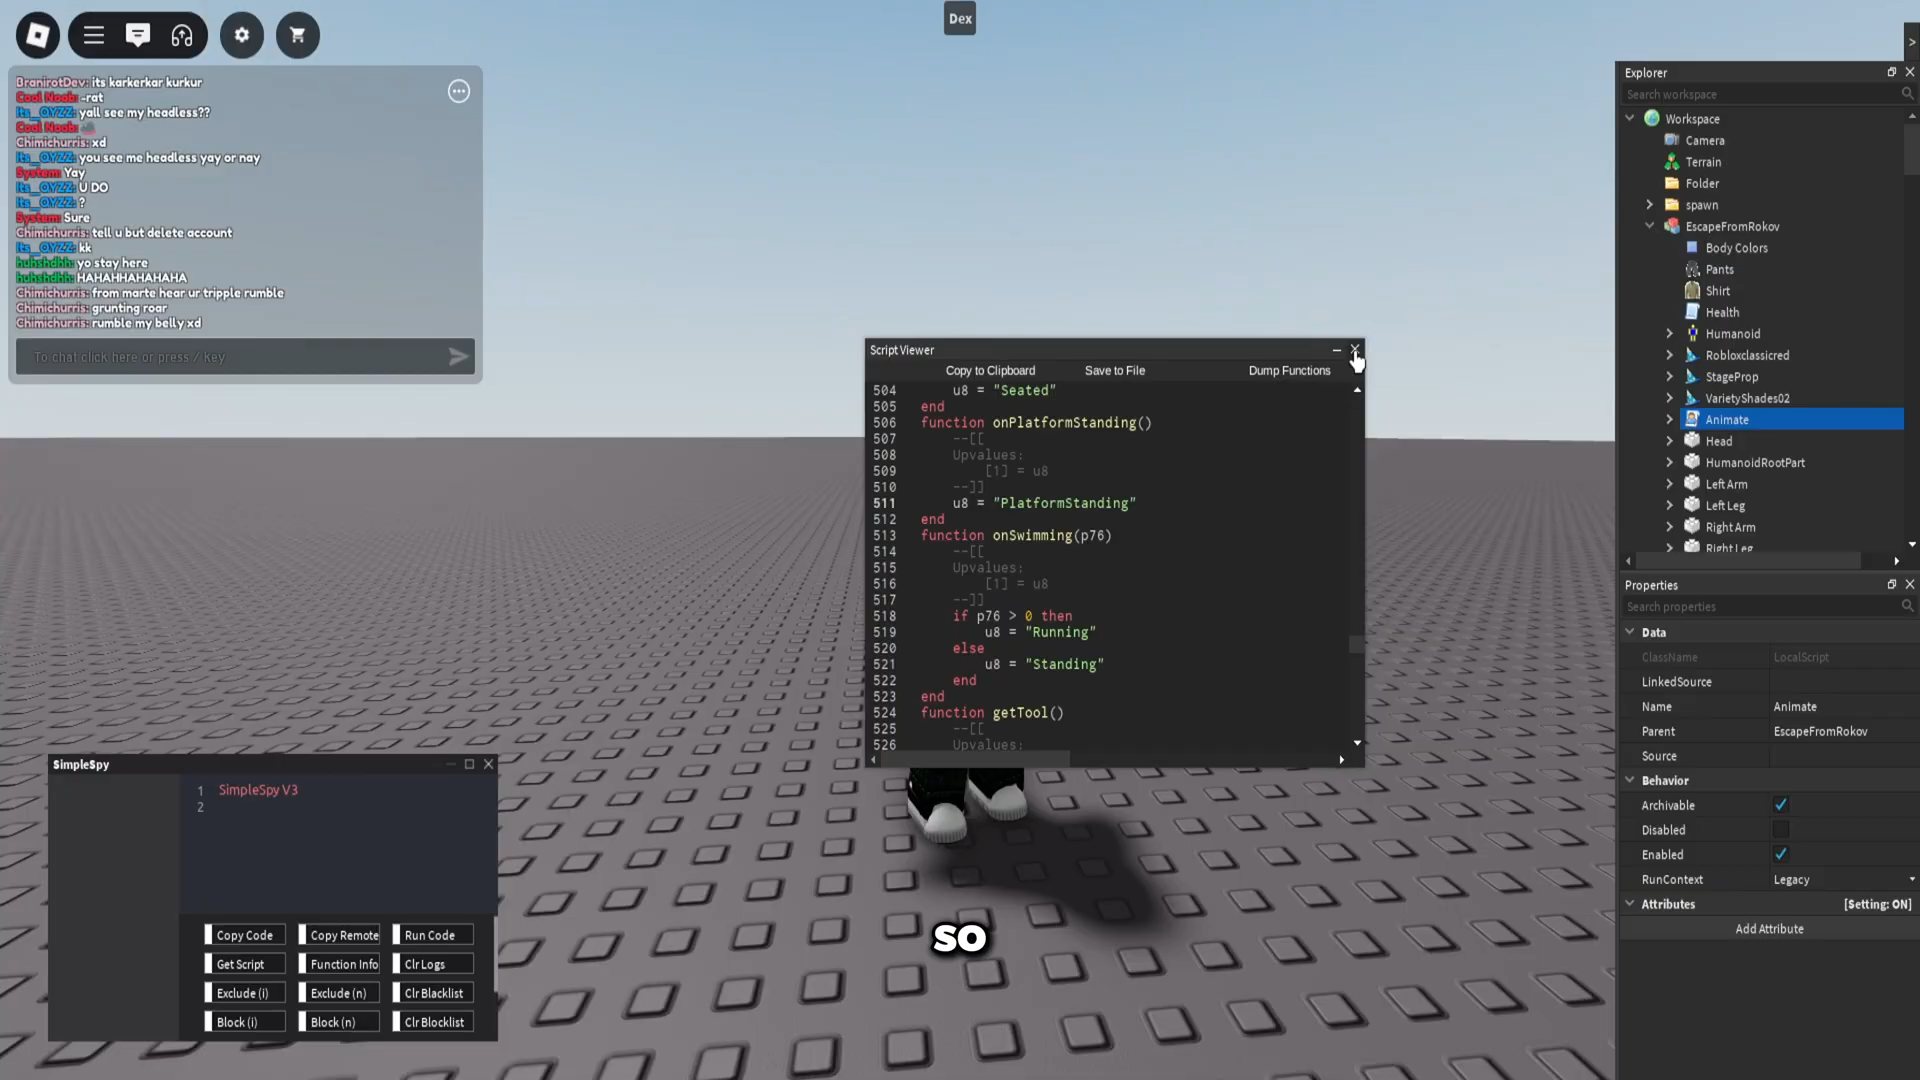 Dex
>
BranirotDev: its karkerkar kurkur
Cool Noob: -rat
Its__OYZZ: yall see my headless??
Cool Noob:
Chimichurris: xd
Its__OYZZ: you see me headless yay or nay
System: Yay
Its__OYZZ: U DO
Its__OYZZ: ?
System: Sure
Chimichurris: tell u but delete account
Its__OYZZ: kk
huhshdhh: yo stay here
huhshdhh: HAHAHHAHAHAHA
Chimichurris: from marte hear ur tripple rumble
Chimichurris: grunting roar
Chimichurris: rumble my belly xd
To chat click here or press / key
Script Viewer
Copy to Clipboard Save to File Dump Functions
504 u8 = "Seated"
505 end
506 function onPlatformStanding()
507 --[[
508 Upvalues:
509 [1] = u8
510 --]]
511 u8 = "PlatformStanding"
512 end
513 function onSwimming(p76)
514 --[[
515 Upvalues:
516 [1] = u8
517 --]]
518 if p76 > 0 then
519 u8 = "Running"
520 else
521 u8 = "Standing"
522 end
523 end
524 function getTool()
525 --[[
526 Upvalues:
SimpleSpy
1 SimpleSpy V3
2
Copy Code Copy Remote Run Code
Get Script Function Info Clr Logs
Exclude (i) Exclude (n) Clr Blacklist
Block (i) Block (n) Clr Blocklist
so
Explorer
Search workspace
Workspace
Camera
Terrain
Folder
spawn
EscapeFromRokov
Body Colors
Pants
Shirt
Health
Humanoid
Robloxclassicred
StageProp
VarietyShades02
Animate
Head
HumanoidRootPart
Left Arm
Left Leg
Right Arm
Right Leg
Properties
Search properties
Data
ClassName LocalScript
LinkedSource
Name Animate
Parent EscapeFromRokov
Source
Behavior
Archivable
Disabled
Enabled
RunContext Legacy
Attributes [Setting: ON]
Add Attribute